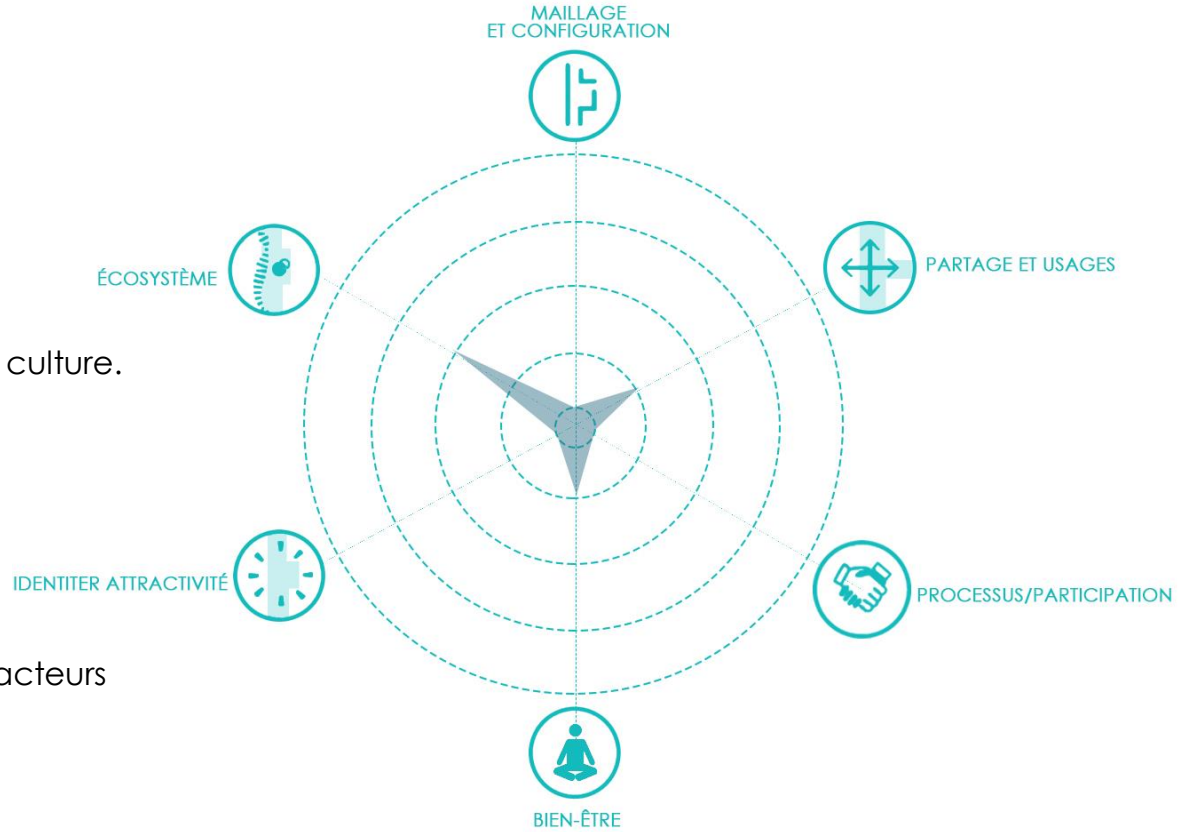 MAILLAGE
ET CONFIGURATION
PARTAGE ET USAGES
ÉCOSYSTÈME
culture.
IDENTITER ATTRACTIVITÉ
PROCESSUS/PARTICIPATION
acteurs
BIEN-ÊTRE